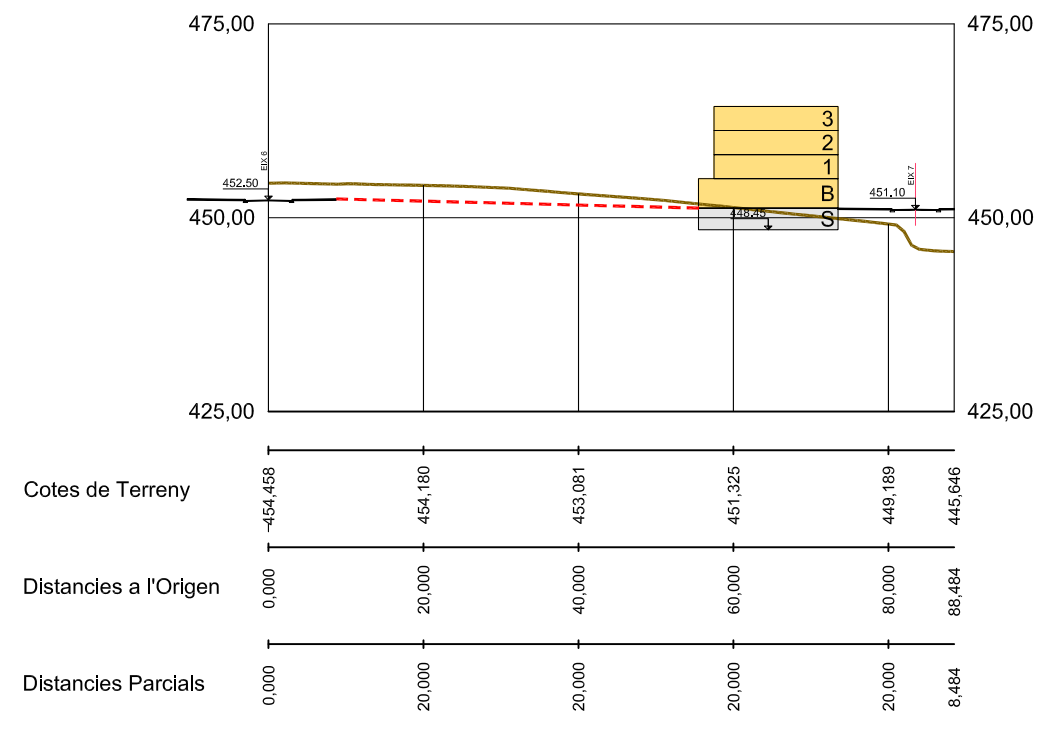 475,00 475,00
3
2
1
EIX 6
EIX 7
452.50
B
451.10
450,00 448.45 S 450,00
425,00 425,00
Cotes de Terreny 454,458 454,180 453,081 451,325 449,189 445,646
Distancies a l'Origen 0,000 20,000 40,000 60,000 80,000 88,484
Distancies Parcials 0,000 20,000 20,000 20,000 20,000 8,484